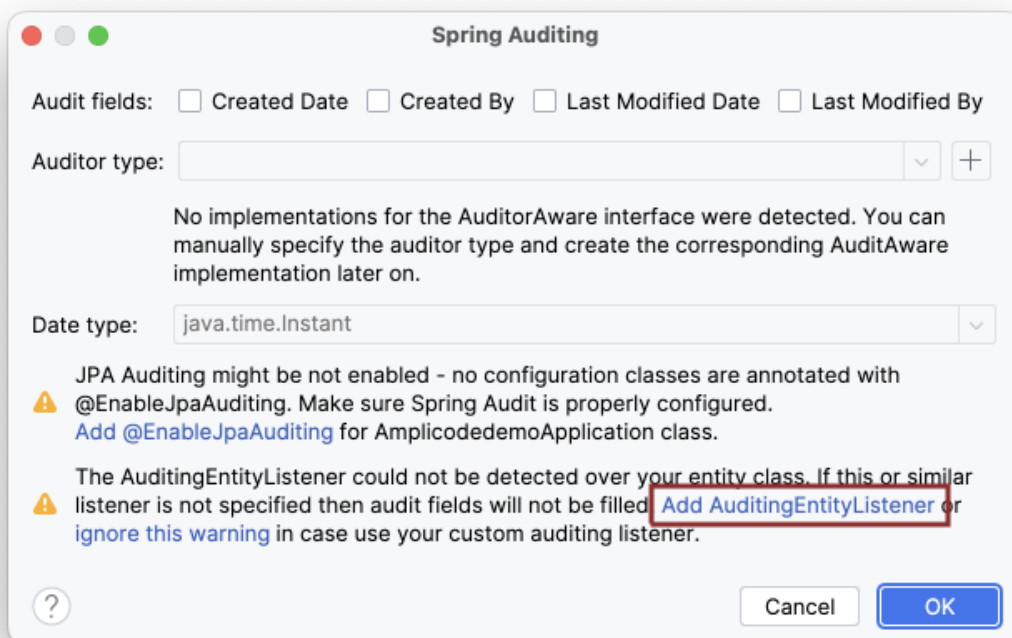 Spring Auditing
Audit fields: Created Date Created By Last Modified Date Last Modified By
Auditor type:
No implementations for the AuditorAware interface were detected. You can
manually specify the auditor type and create the corresponding AuditAware
implementation later on.
Date type: java.time.Instant
JPA Auditing might be not enabled - no configuration classes are annotated with
@EnableJpaAuditing. Make sure Spring Audit is properly configured.
Add @EnableJpaAuditing for AmplicodedemoApplication class.
The AuditingEntityListener could not be detected over your entity class. If this or similar
listener is not specified then audit fields will not be filled Add AuditingEntityListener or
ignore this warning in case use your custom auditing listener.
? Cancel OK